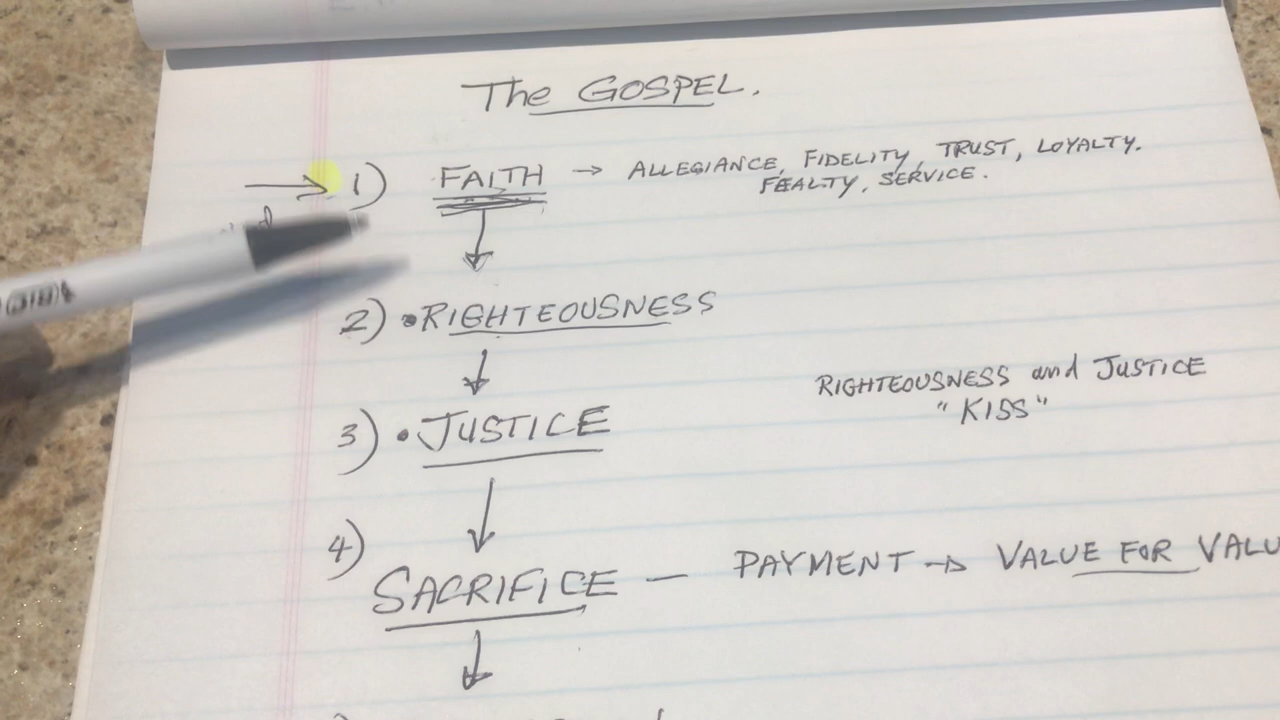 The GOSPEL.
1) FAITH → ALLEGIANCE, FIDELITY, TRUST, LOYALTY.
FEALTY, SERVICE.
2) • RIGHTEOUSNESS
RIGHTEOUSNESS and JUSTICE
"KISS"
3) • JUSTICE
4) SACRIFICE — PAYMENT → VALUE FOR VALU